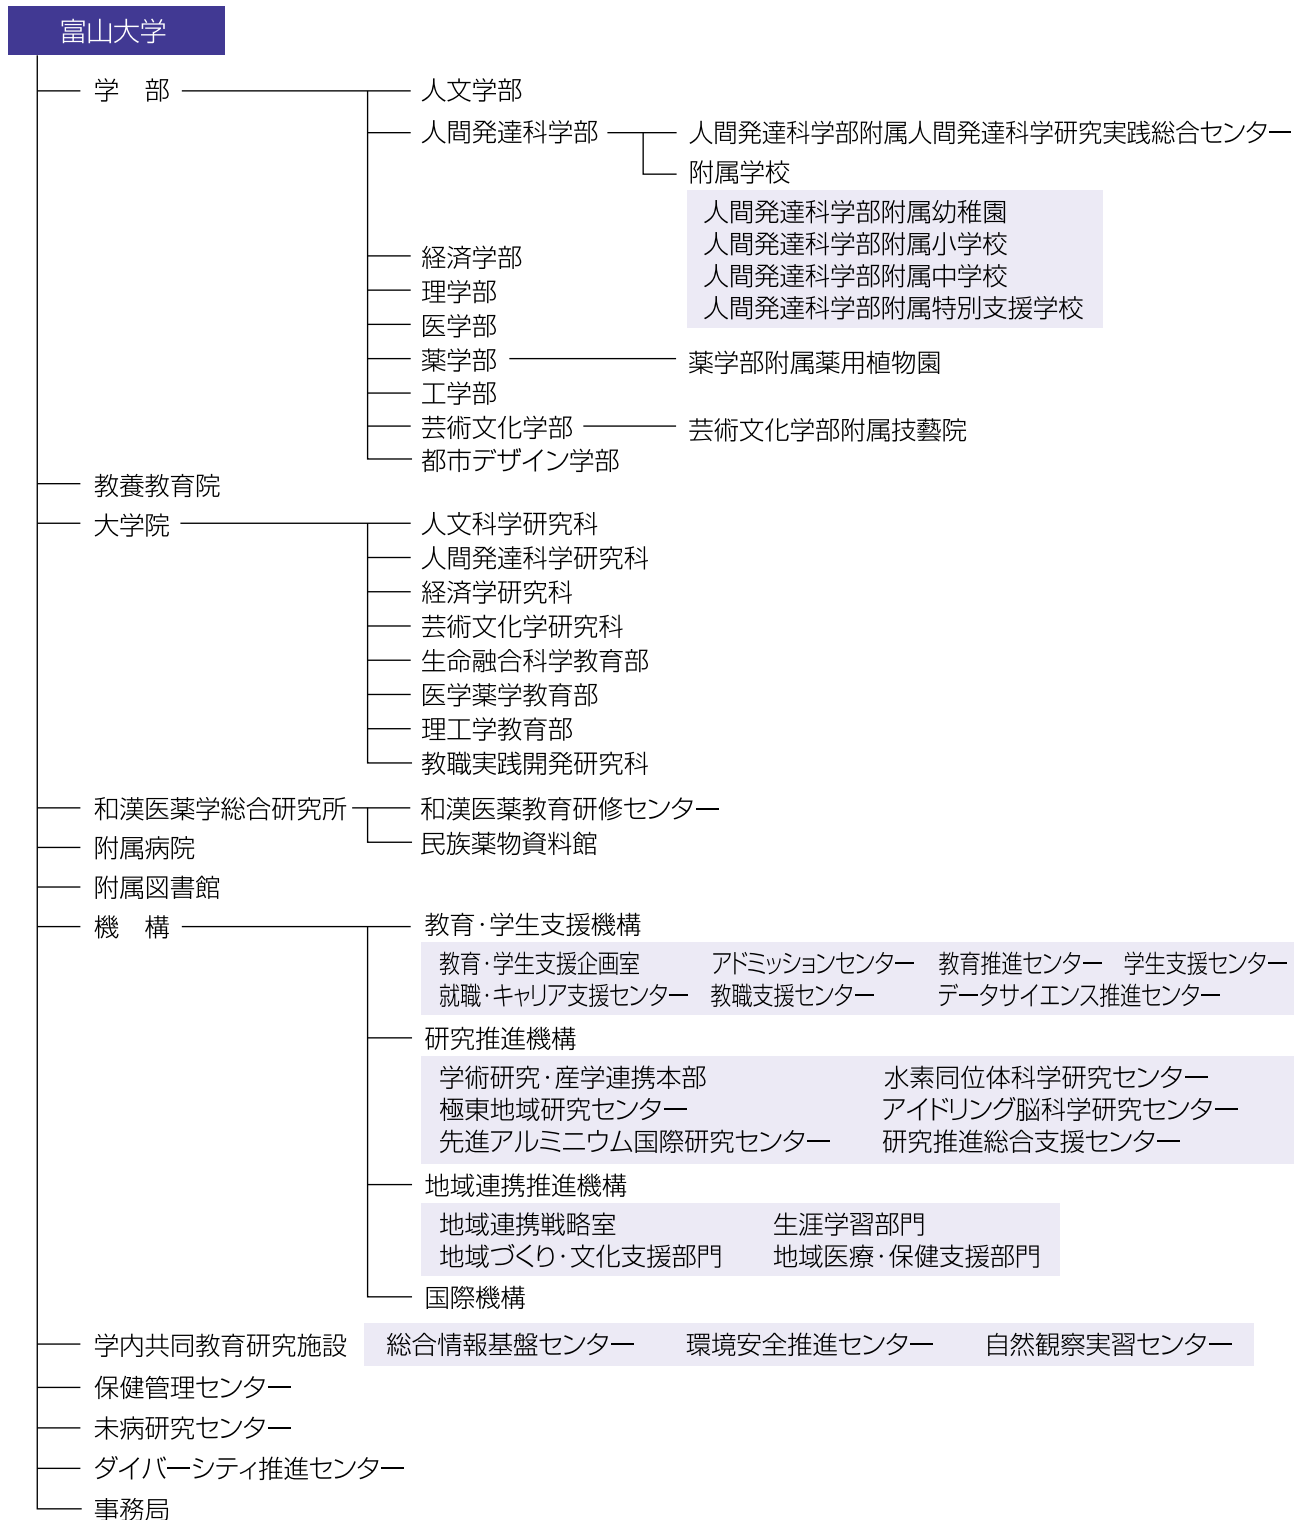 富山大学
学　部
人文学部
人間発達科学部
人間発達科学部附属人間発達科学研究実践総合センター
附属学校
人間発達科学部附属幼稚園
人間発達科学部附属小学校
人間発達科学部附属中学校
人間発達科学部附属特別支援学校
経済学部
理学部
医学部
薬学部
薬学部附属薬用植物園
工学部
芸術文化学部
芸術文化学部附属技藝院
都市デザイン学部
教養教育院
大学院
人文科学研究科
人間発達科学研究科
経済学研究科
芸術文化学研究科
生命融合科学教育部
医学薬学教育部
理工学教育部
教職実践開発研究科
和漢医薬学総合研究所
和漢医薬教育研修センター
民族薬物資料館
附属病院
附属図書館
機　構
教育・学生支援機構
教育・学生支援企画室　アドミッションセンター　教育推進センター　学生支援センター
就職・キャリア支援センター　教職支援センター　データサイエンス推進センター
研究推進機構
学術研究・産学連携本部　水素同位体科学研究センター
極東地域研究センター　アイドリング脳科学研究センター
先進アルミニウム国際研究センター　研究推進総合支援センター
地域連携推進機構
地域連携戦略室　生涯学習部門
地域づくり・文化支援部門　地域医療・保健支援部門
国際機構
学内共同教育研究施設　総合情報基盤センター　環境安全推進センター　自然観察実習センター
保健管理センター
未病研究センター
ダイバーシティ推進センター
事務局